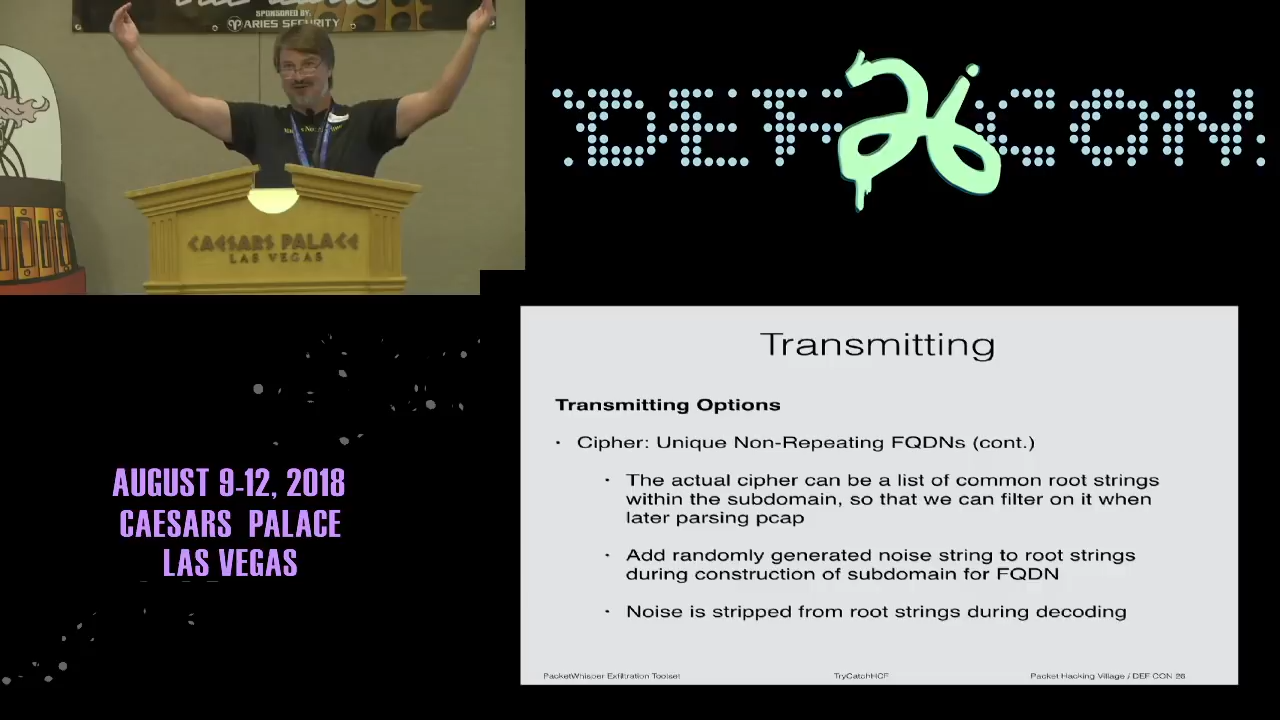 SPONSORED BY:
ARIES SECURITY
CAESARS PALACE
LAS VEGAS
DEF CON
26
AUGUST 9-12, 2018
CAESARS PALACE
LAS VEGAS
Transmitting
Transmitting Options
· Cipher: Unique Non-Repeating FQDNs (cont.)
· The actual cipher can be a list of common root strings
within the subdomain, so that we can filter on it when
later parsing pcap
· Add randomly generated noise string to root strings
during construction of subdomain for FQDN
· Noise is stripped from root strings during decoding
PacketWhisper Exfiltration Toolset
TryCatchHCF
Packet Hacking Village / DEF CON 26